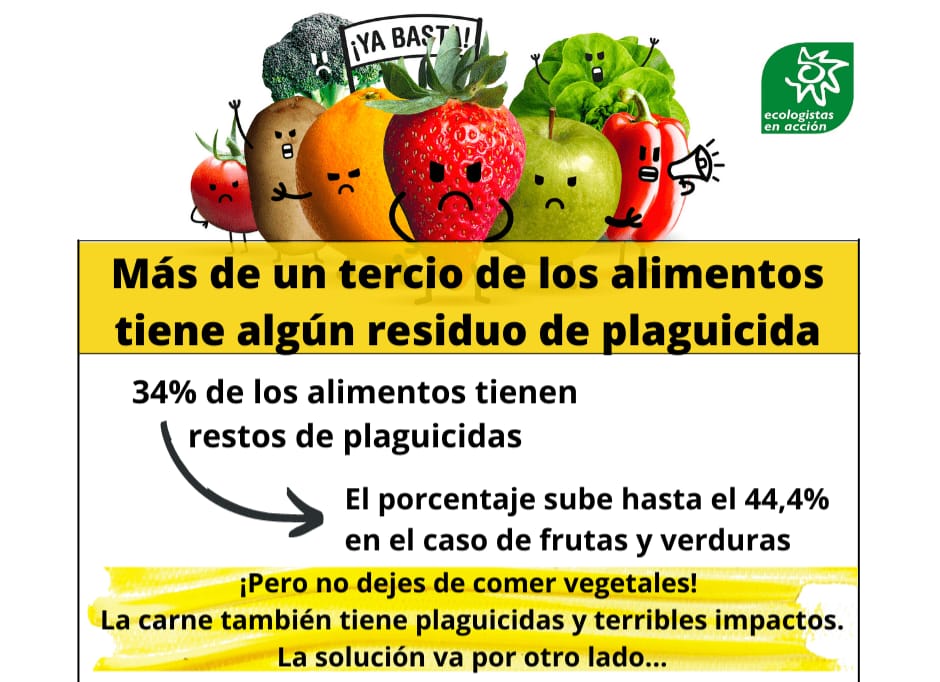 ¡YA BASTA!
ecologistas
en acción
Más de un tercio de los alimentos
tiene algún residuo de plaguicida
34% de los alimentos tienen
restos de plaguicidas
El porcentaje sube hasta el 44,4%
en el caso de frutas y verduras
¡Pero no dejes de comer vegetales!
La carne también tiene plaguicidas y terribles impactos.
La solución va por otro lado...